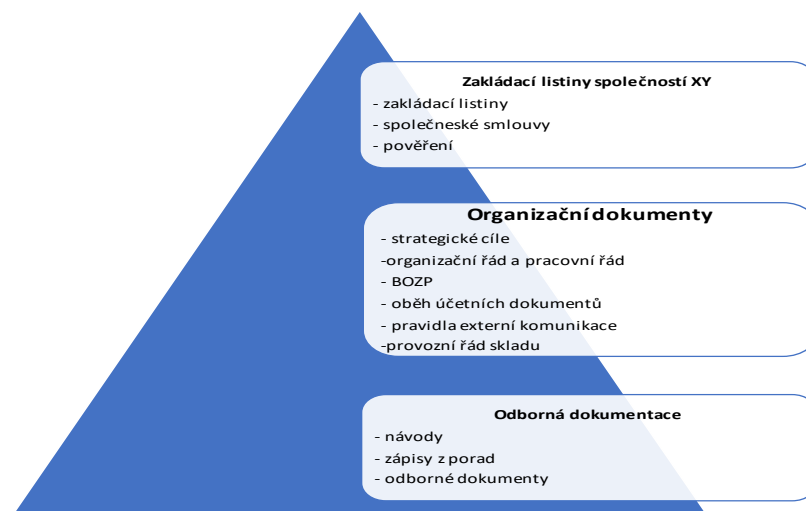 Zakládací listiny společností XY
- zakládací listiny
- společneské smlouvy
- pověření
Organizační dokumenty
- strategické cíle
-organizační řád a pracovní řád
- BOZP
- oběh účetních dokumentů
- pravidla externí komunikace
-provozní řád skladu
Odborná dokumentace
- návody
- zápisy z porad
- odborné dokumenty